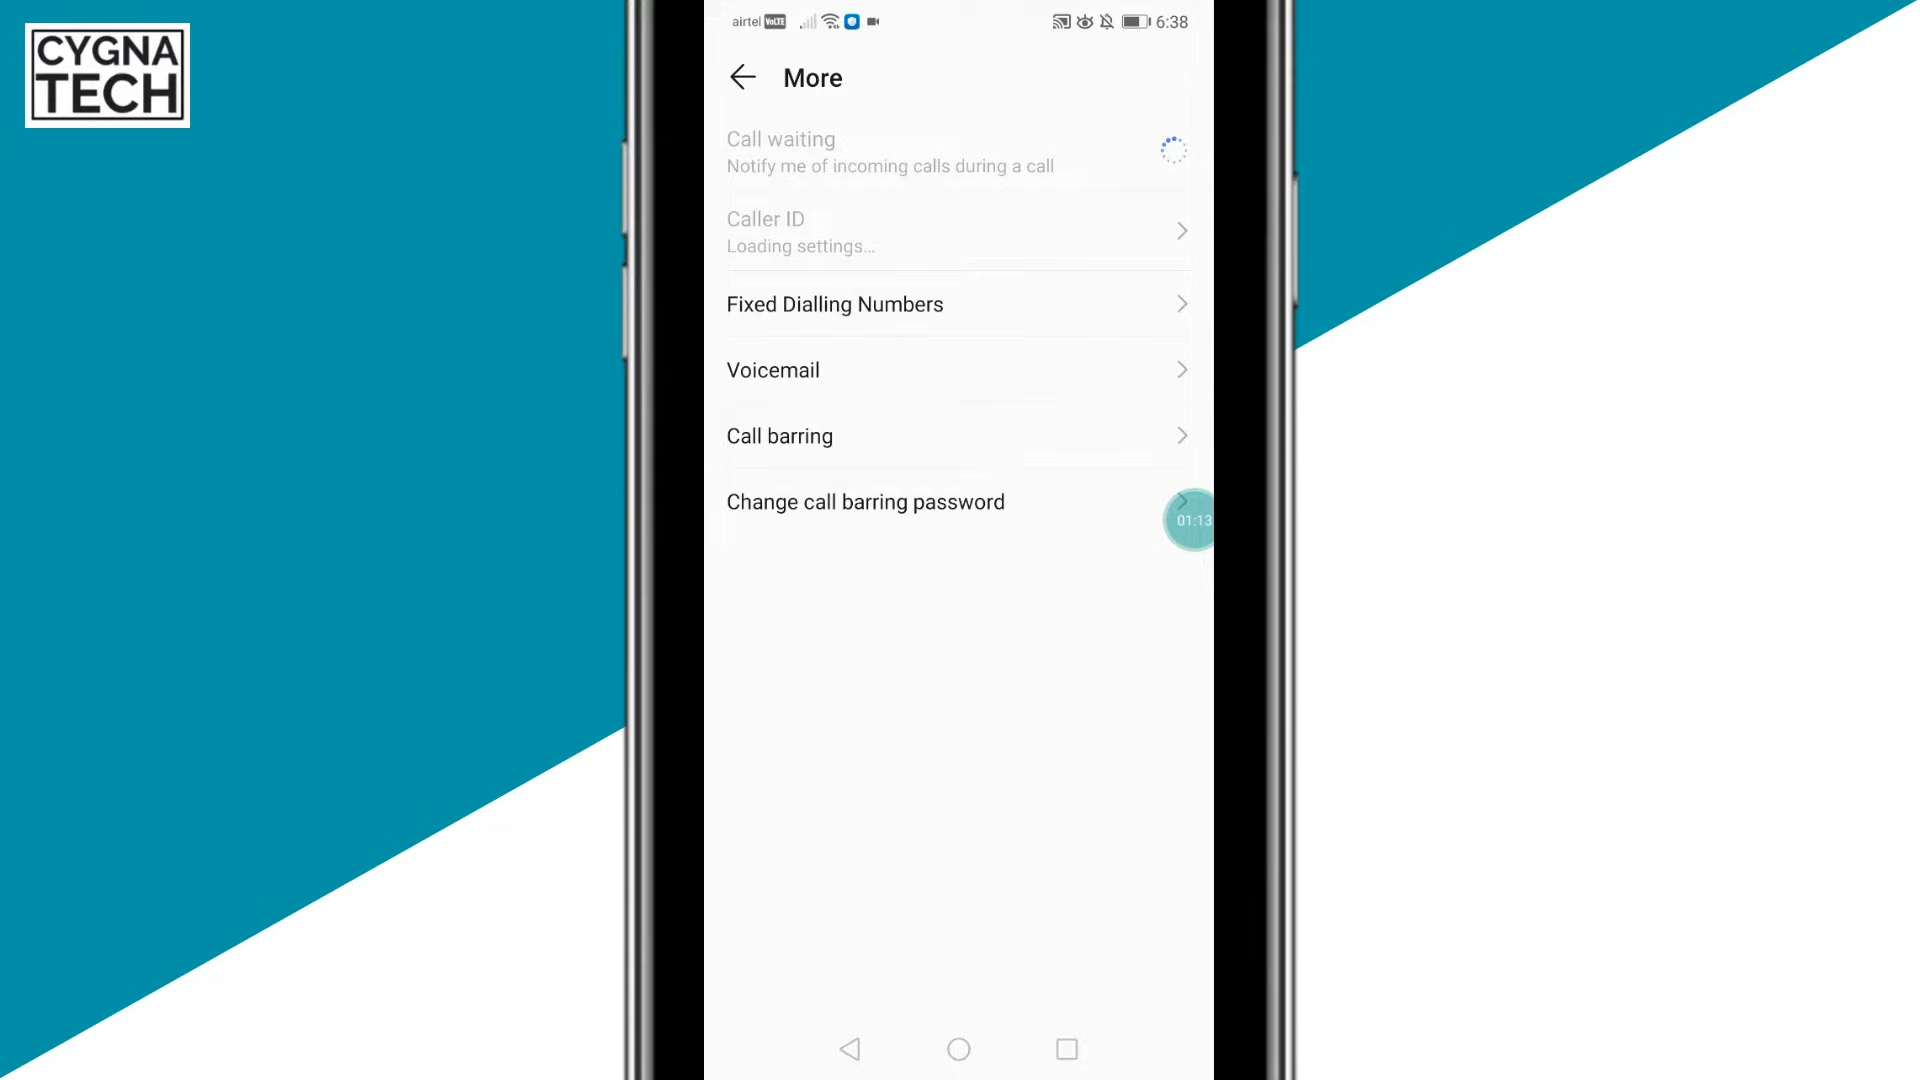 CYGNA
TECH
airtel VoLTE 6:38
More
Call waiting
Notify me of incoming calls during a call
Caller ID
Loading settings...
Fixed Dialling Numbers
Voicemail
Call barring
Change call barring password
01:13